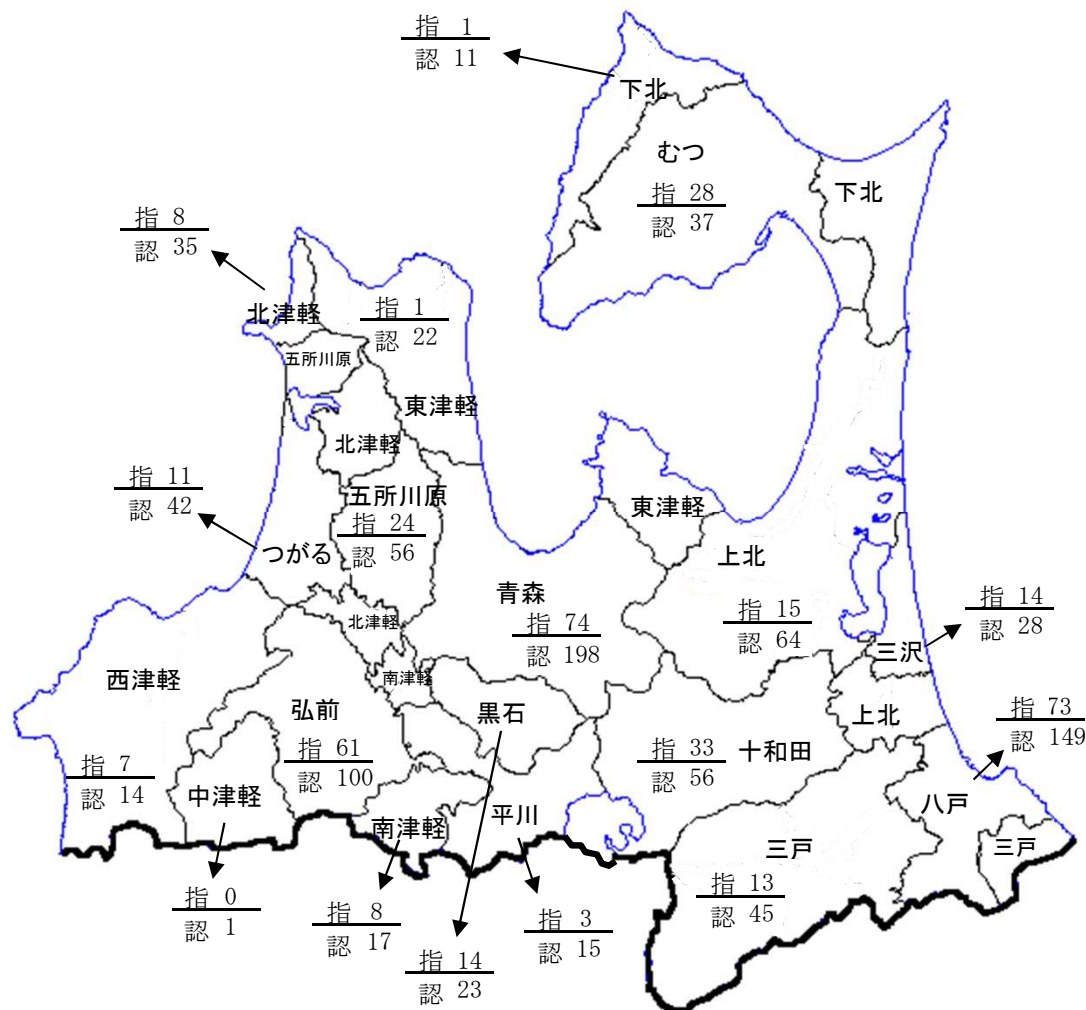 指 1
認 11
下北
むつ
指 28
認 37
下北
指 8
認 35
北津軽
指 1
認 22
五所川原
東津軽
北津軽
指 11
認 42
五所川原
指 24
認 56
つがる
東津軽
上北
青森
指 74
認 198
指 15
認 64
指 14
認 28
三沢
北津軽
南津軽
西津軽
弘前
黒石
上北
指 73
認 149
指 61
認 100
指 33
認 56
十和田
指 7
認 14
中津軽
八戸
平川
南津軽
三戸
三戸
指 0
認 1
指 8
認 17
指 3
認 15
指 13
認 45
指 14
認 23